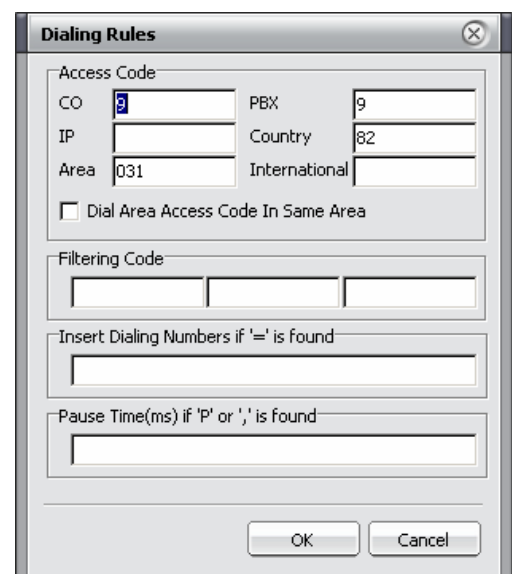 Dialing Rules
Access Code
CO 9 PBX 9
IP Country 82
Area 031 International
Dial Area Access Code In Same Area
Filtering Code
Insert Dialing Numbers if '=' is found
Pause Time(ms) if 'P' or ',' is found
OK Cancel